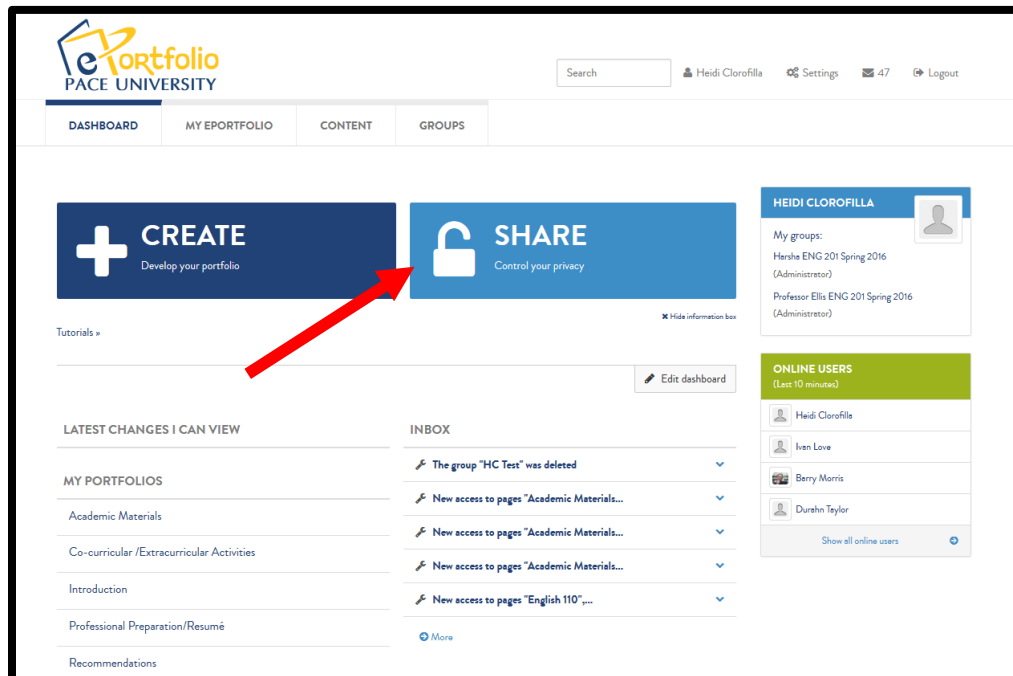 ePortfolio
PACE UNIVERSITY
Search
Heidi Clorofilla
Settings
47
Logout
DASHBOARD
MY EPORTFOLIO
CONTENT
GROUPS
CREATE
Develop your portfolio
SHARE
Control your privacy
Hide information box
Tutorials »
Edit dashboard
LATEST CHANGES I CAN VIEW
MY PORTFOLIOS
Academic Materials
Co-curricular /Extracurricular Activities
Introduction
Professional Preparation/Resumé
Recommendations
INBOX
The group "HC Test" was deleted
New access to pages "Academic Materials...
New access to pages "Academic Materials...
New access to pages "Academic Materials...
New access to pages "English 110",...
More
HEIDI CLOROFILLA
My groups:
Hersha ENG 201 Spring 2016
(Administrator)
Professor Ellis ENG 201 Spring 2016
(Administrator)
ONLINE USERS
(Last 10 minutes)
Heidi Clorofilla
Ivan Love
Barry Morris
Durahn Taylor
Show all online users